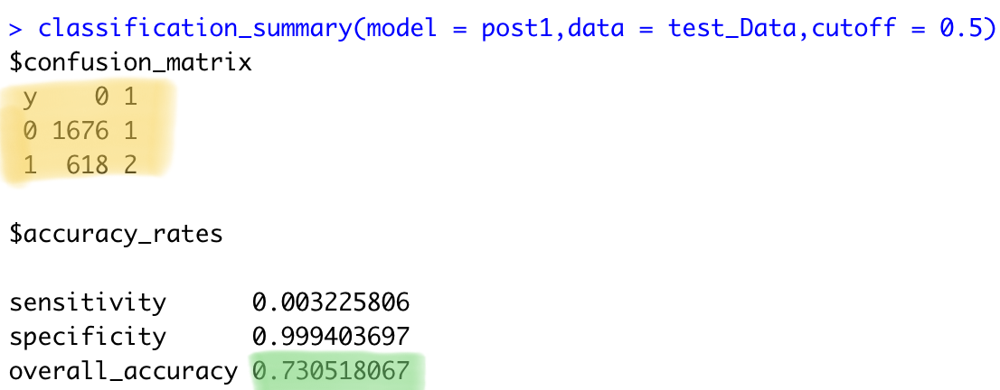 > classification_summary(model = post1,data = test_Data,cutoff = 0.5)
$confusion_matrix
y 0 1
0 1676 1
1 618 2
$accuracy_rates
sensitivity 0.003225806
specificity 0.999403697
overall_accuracy 0.730518067